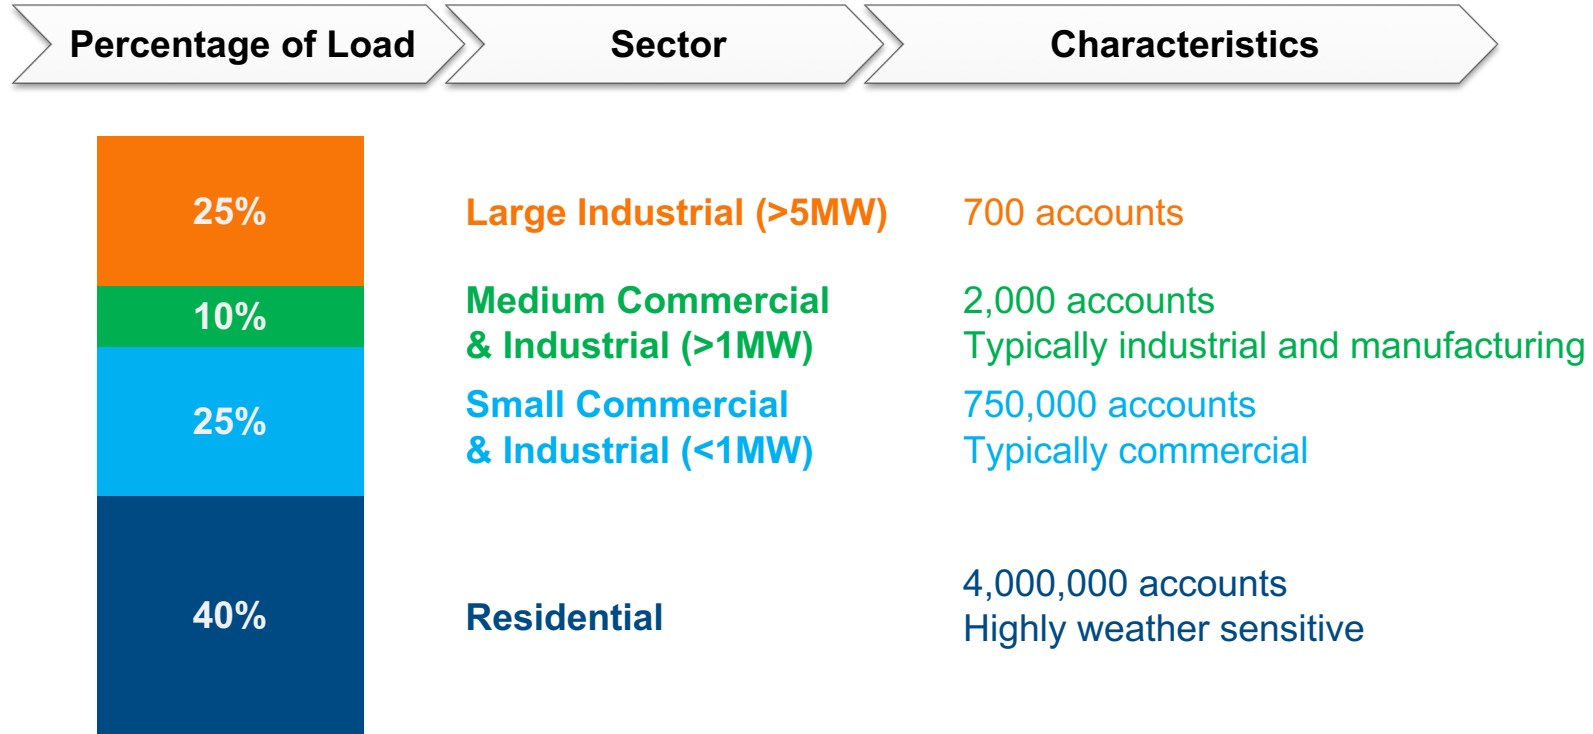 Percentage of Load
Sector
Characteristics
25%
Large Industrial (>5MW)
700 accounts
10%
Medium Commercial
& Industrial (>1MW)
2,000 accounts
Typically industrial and manufacturing
25%
Small Commercial
& Industrial (<1MW)
750,000 accounts
Typically commercial
40%
Residential
4,000,000 accounts
Highly weather sensitive